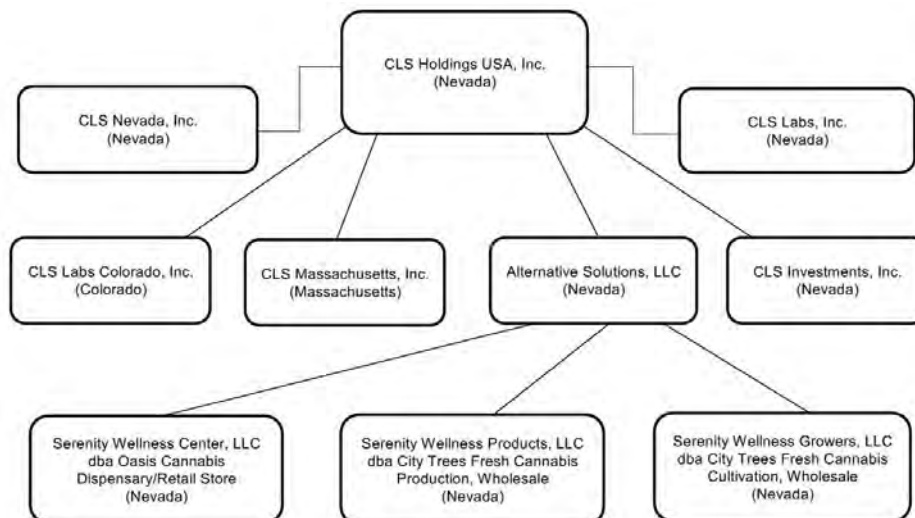 CLS Holdings USA, Inc.
(Nevada)
CLS Nevada, Inc.
(Nevada)
CLS Labs, Inc.
(Nevada)
CLS Labs Colorado, Inc.
(Colorado)
CLS Massachusetts, Inc.
(Massachusetts)
Alternative Solutions, LLC
(Nevada)
CLS Investments, Inc.
(Nevada)
Serenity Wellness Center, LLC
dba Oasis Cannabis
Dispensary/Retail Store
(Nevada)
Serenity Wellness Products, LLC
dba City Trees Fresh Cannabis
Production, Wholesale
(Nevada)
Serenity Wellness Growers, LLC
dba City Trees Fresh Cannabis
Cultivation, Wholesale
(Nevada)